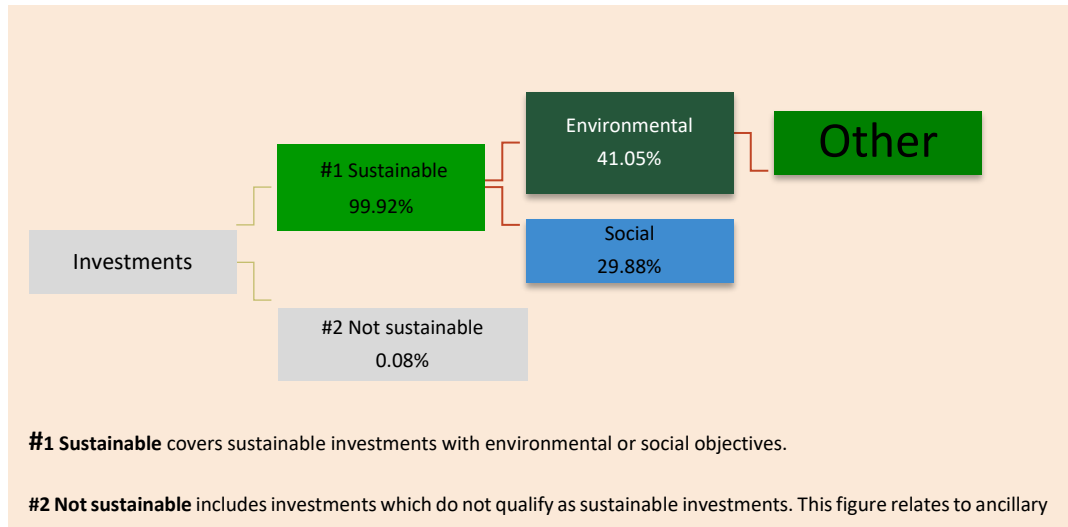 Environmental
41.05%
Other
#1 Sustainable
99.92%
Social
29.88%
Investments
#2 Not sustainable
0.08%
#1 Sustainable covers sustainable investments with environmental or social objectives.
#2 Not sustainable includes investments which do not qualify as sustainable investments. This figure relates to ancillary